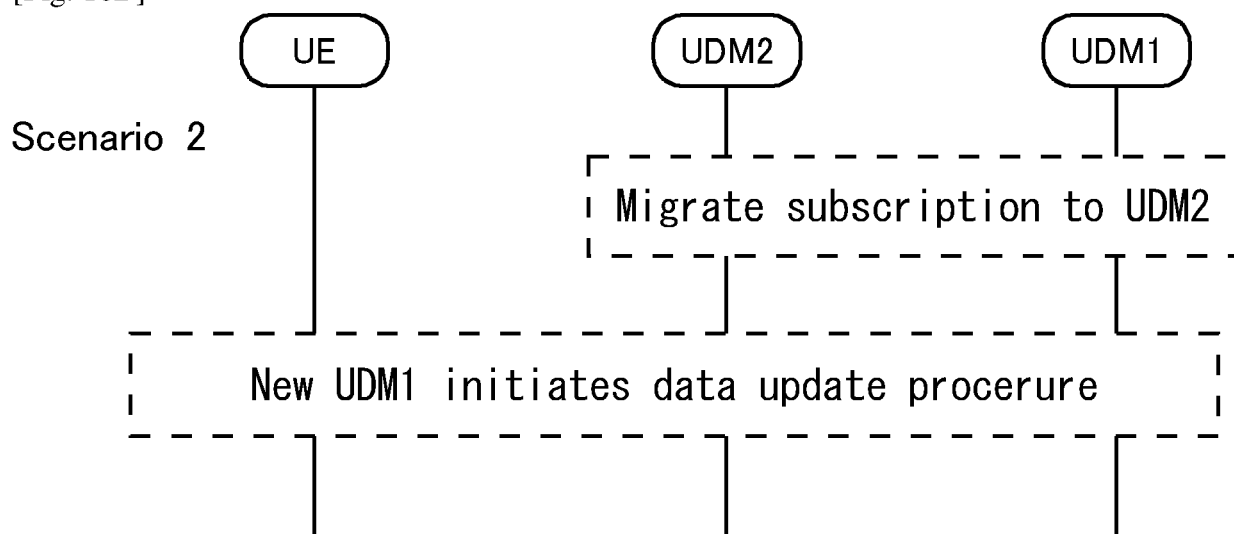 UE
UDM2
UDM1
Scenario 2
Migrate subscription to UDM2
New UDM1 initiates data update procerure